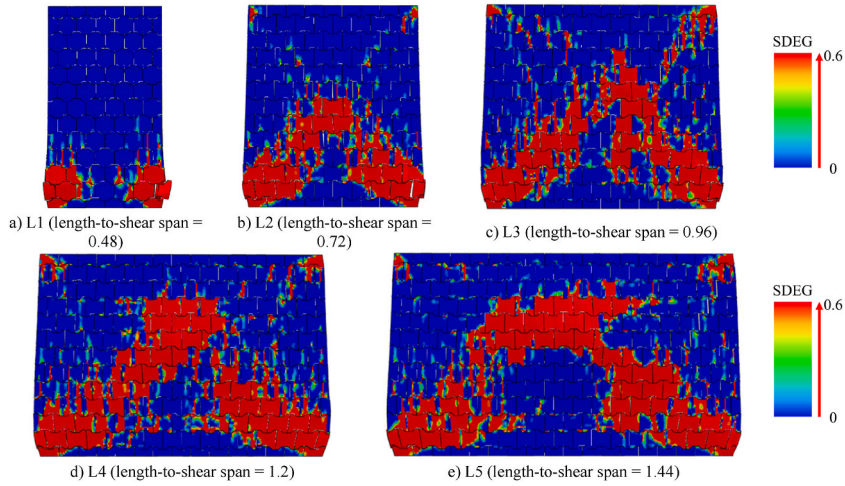 SDEG
0.6
0
a) L1 (length-to-shear span =
0.48)
b) L2 (length-to-shear span =
0.72)
c) L3 (length-to-shear span = 0.96)
SDEG
0.6
0
d) L4 (length-to-shear span = 1.2)
e) L5 (length-to-shear span = 1.44)